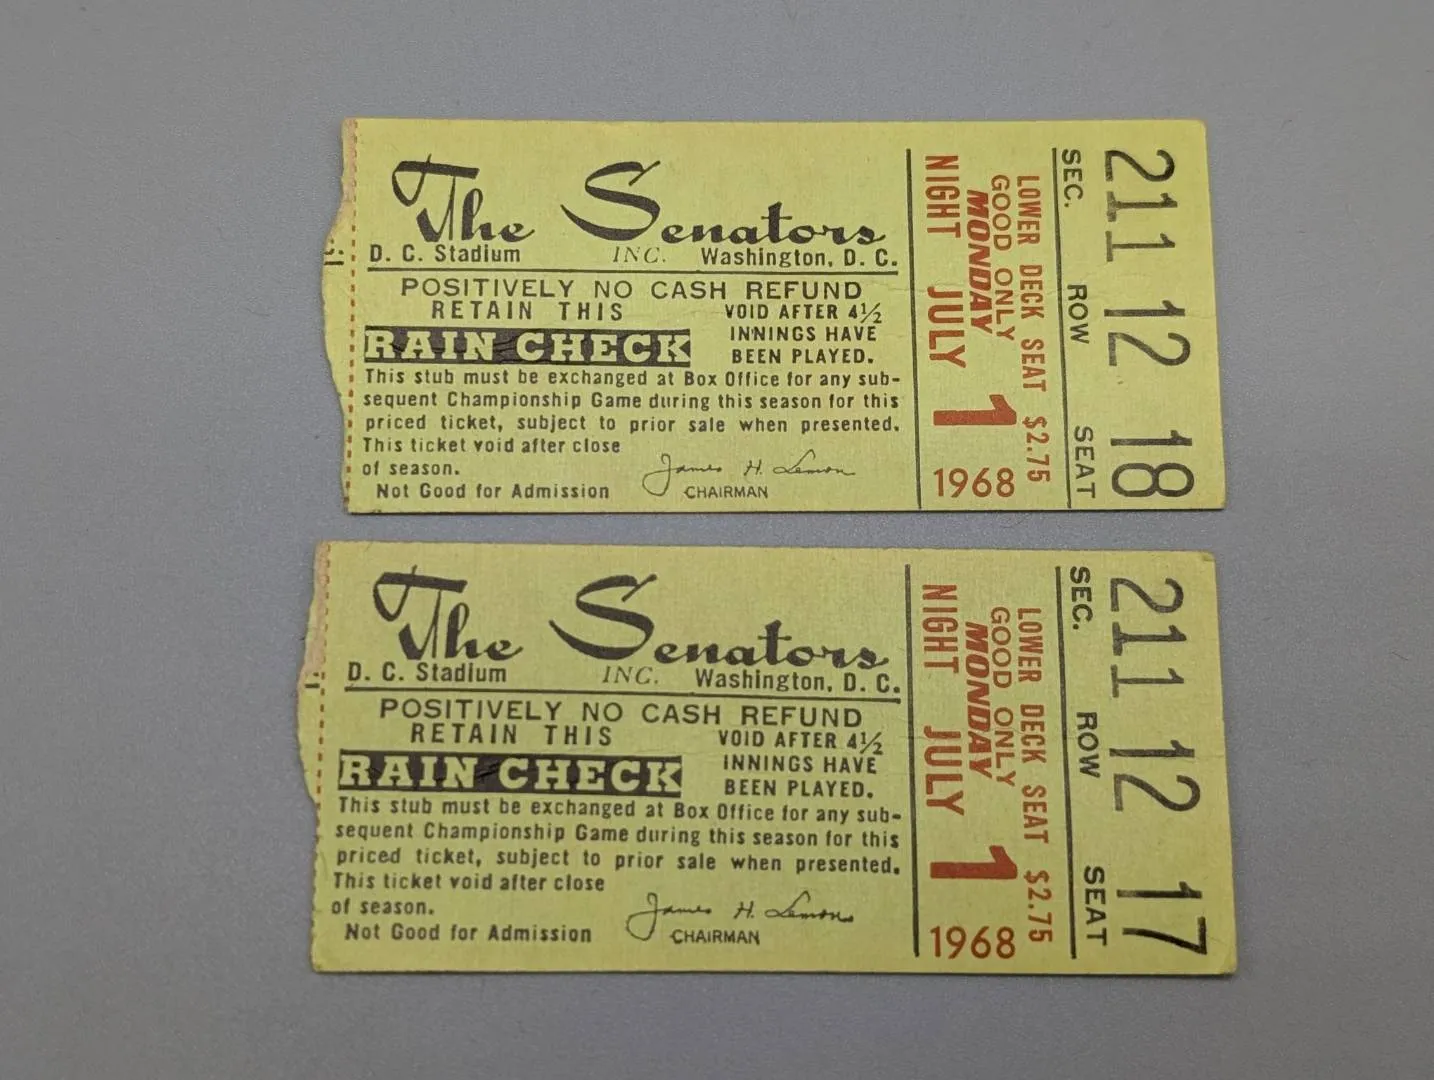 The Senators
D. C. Stadium INC. Washington, D. C.
POSITIVELY NO CASH REFUND
RETAIN THIS
RAIN CHECK
VOID AFTER 4½
INNINGS HAVE
BEEN PLAYED.
This stub must be exchanged at Box Office for any sub-
sequent Championship Game during this season for this
priced ticket, subject to prior sale when presented.
This ticket void after close
of season.
Not Good for Admission
James H. Lemon
CHAIRMAN
SEC. 211
ROW 12
SEAT 18
LOWER DECK SEAT $2.75
GOOD ONLY
MONDAY
NIGHT JULY 1
1968
The Senators
D. C. Stadium INC. Washington, D. C.
POSITIVELY NO CASH REFUND
RETAIN THIS
RAIN CHECK
VOID AFTER 4½
INNINGS HAVE
BEEN PLAYED.
This stub must be exchanged at Box Office for any sub-
sequent Championship Game during this season for this
priced ticket, subject to prior sale when presented.
This ticket void after close
of season.
Not Good for Admission
James H. Lemon
CHAIRMAN
SEC. 211
ROW 12
SEAT 17
LOWER DECK SEAT $2.75
GOOD ONLY
MONDAY
NIGHT JULY 1
1968